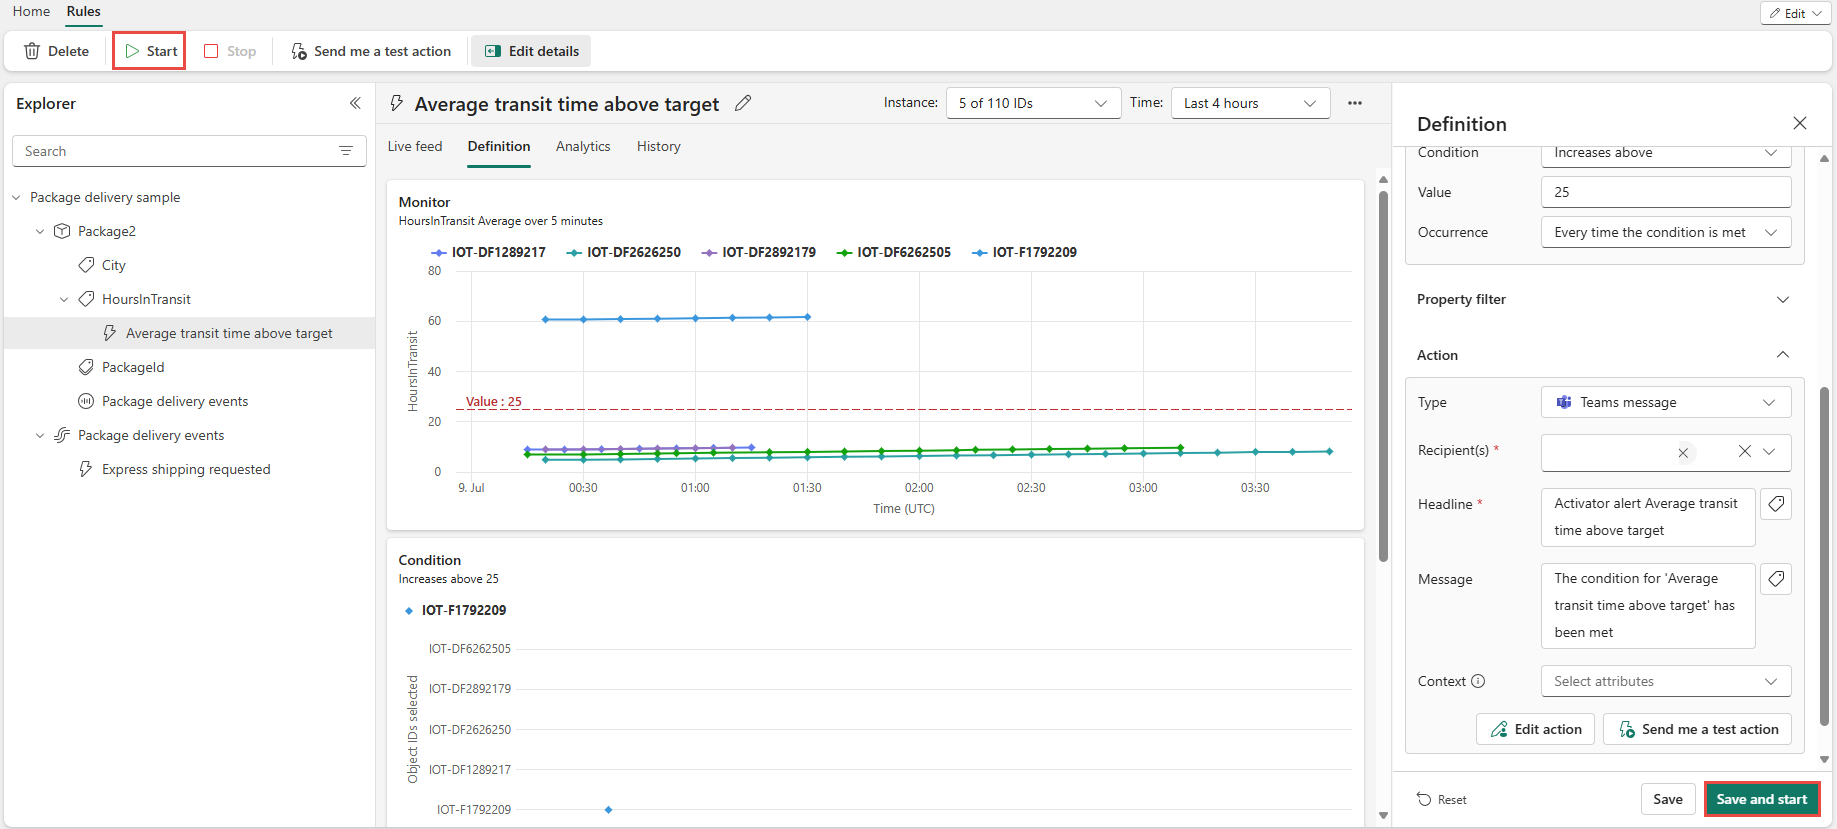 Home Rules
Edit
Delete Start Stop Send me a test action Edit details
Explorer
Search
Package delivery sample
Package2
City
HoursInTransit
Average transit time above target
PackageId
Package delivery events
Package delivery events
Express shipping requested
Average transit time above target
Instance: 5 of 110 IDs Time: Last 4 hours
Live feed Definition Analytics History
Monitor
HoursInTransit Average over 5 minutes
IOT-DF1289217 IOT-DF2626250 IOT-DF2892179 IOT-DF6262505 IOT-F1792209
80
60
40
20
0
HoursInTransit
Value : 25
9. Jul 00:30 01:00 01:30 02:00 02:30 03:00 03:30
Time (UTC)
Condition
Increases above 25
IOT-F1792209
Object IDs selected
IOT-DF6262505
IOT-DF2892179
IOT-DF2626250
IOT-DF1289217
IOT-F1792209
Definition
Condition Increases above
Value 25
Occurrence Every time the condition is met
Property filter
Action
Type Teams message
Recipient(s) *
Headline * Activator alert Average transit
time above target
Message The condition for 'Average
transit time above target' has
been met
Context Select attributes
Edit action Send me a test action
Reset Save Save and start